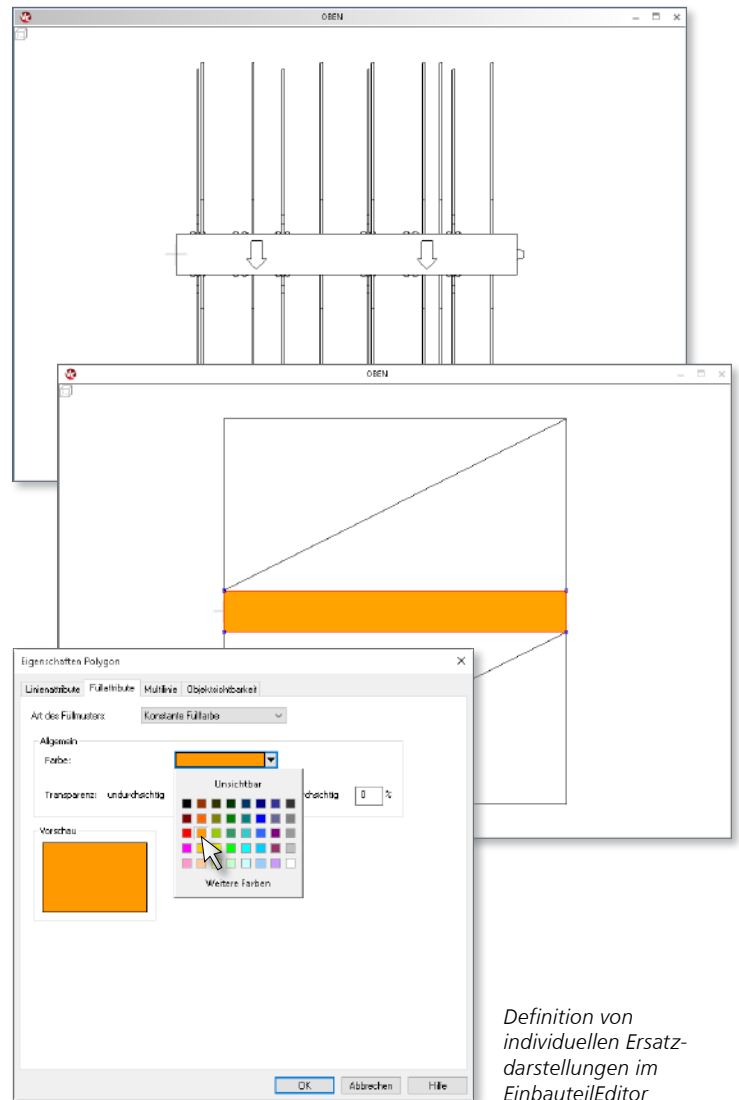 OBEN
OBEN
Eigenschaften Polygon
Linienattribute Füllattribute Multilinie Objektsichtbarkeit
Art des Füllmusters: Konstante Füllfarbe
Allgemein
Farbe:
Unsichtbar
Transparenz: undurchsichtig 0 %
Vorschau
Weitere Farben
OK Abbrechen Hilfe
Definition von
individuellen Ersatz-
darstellungen im
EinbauteilEditor